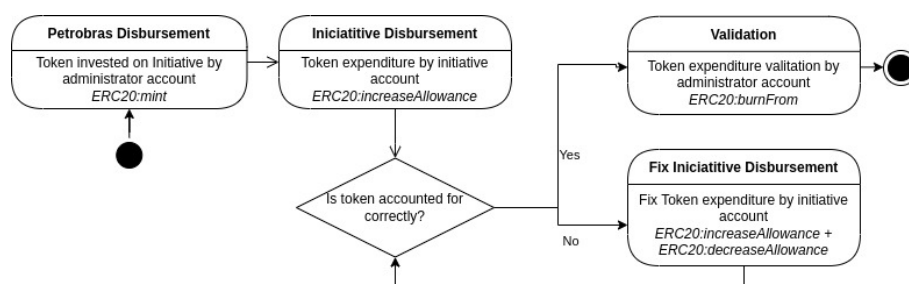 Petrobras Disbursement
Token invested on Initiative by
administrator account
ERC20:mint
Iniciatitive Disbursement
Token expenditure by initiative
account
ERC20:increaseAllowance
Validation
Token expenditure valitation by
administrator account
ERC20:burnFrom
Is token accounted for
correctly?
Yes
No
Fix Iniciatitive Disbursement
Fix Token expenditure by initiative
account
ERC20:increaseAllowance +
ERC20:decreaseAllowance